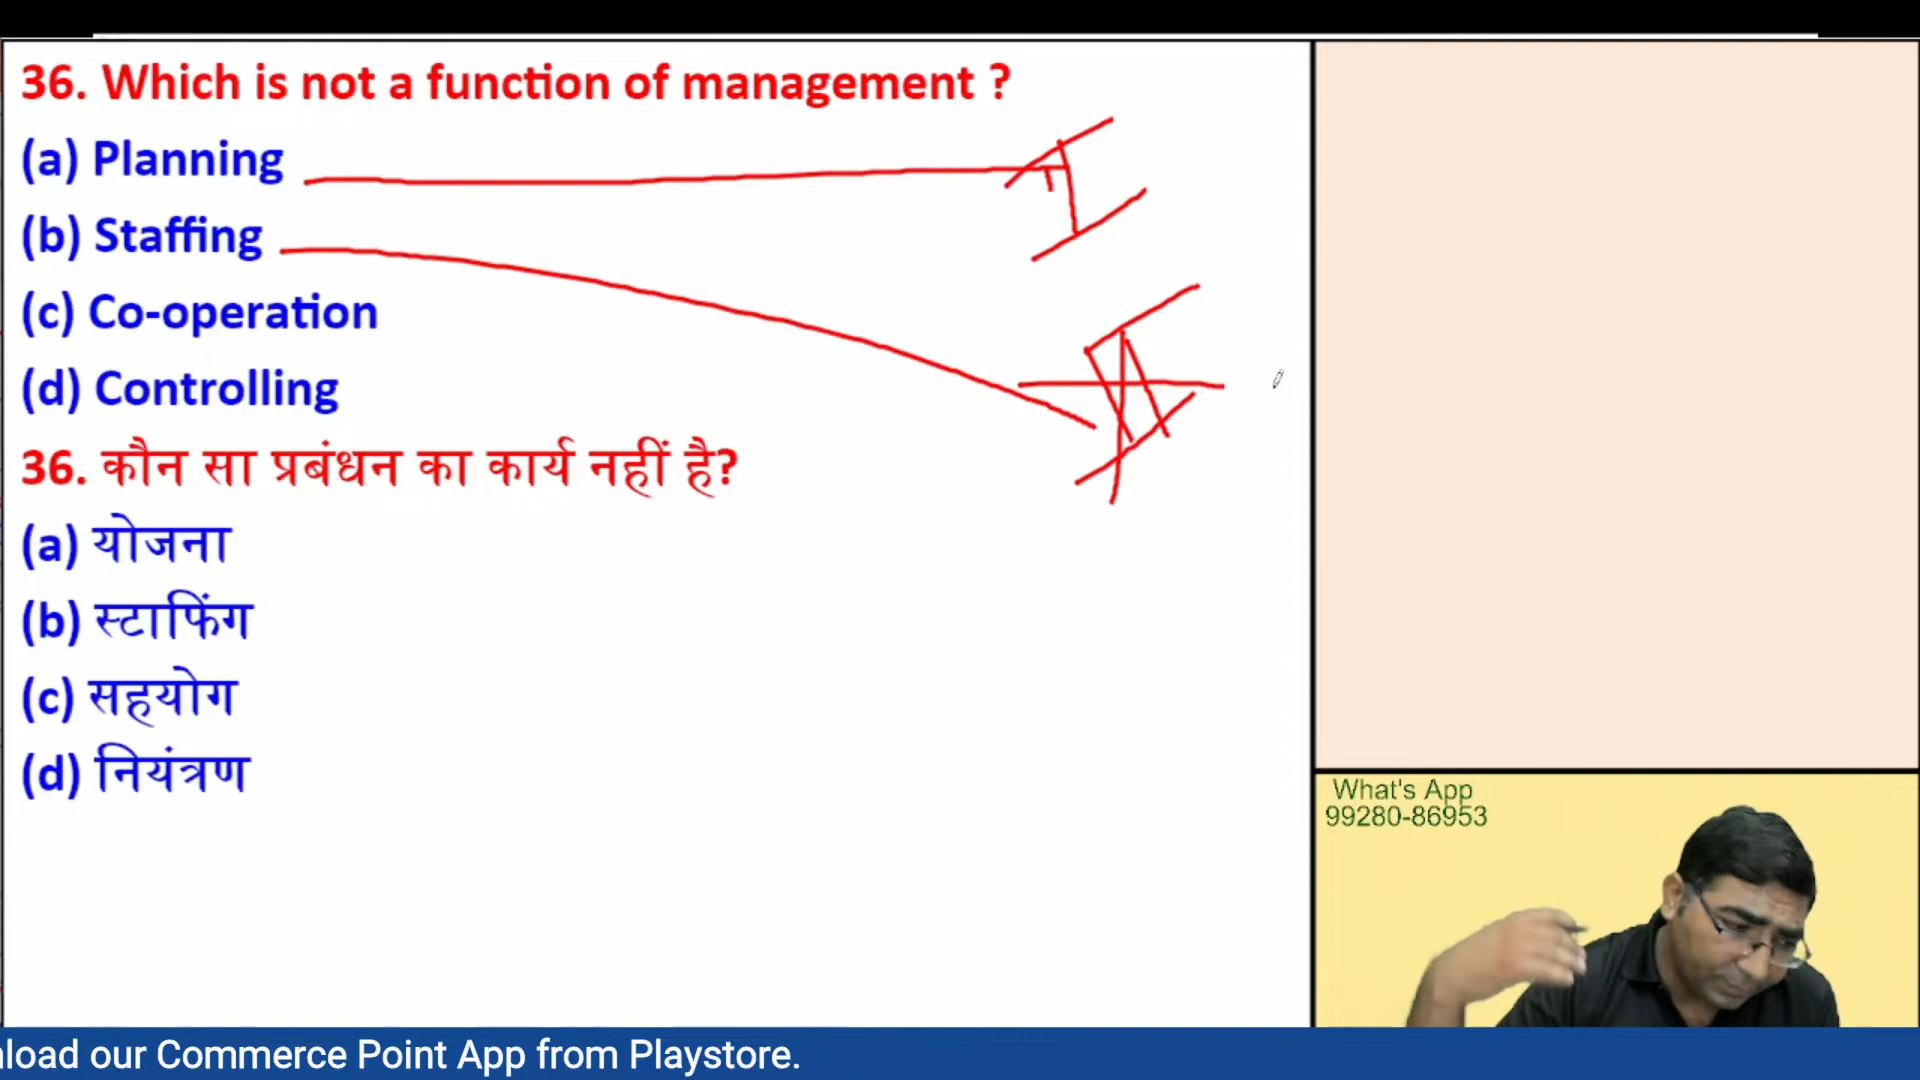 36. Which is not a function of management ?
(a) Planning
(b) Staffing
(c) Co-operation
(d) Controlling
36. कौन सा प्रबंधन का कार्य नहीं है?
(a) योजना
(b) स्टाफिंग
(c) सहयोग
(d) नियंत्रण
What's App
99280-86953
load our Commerce Point App from Playstore.